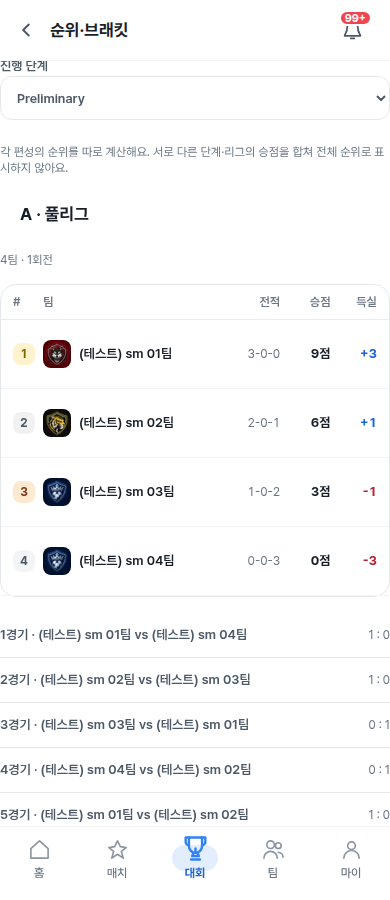 순위·브래킷
99+
진행 단계
Preliminary
각 편성의 순위를 따로 계산해요. 서로 다른 단계·리그의 승점을 합쳐 전체 순위로 표
시하지 않아요.
A · 풀리그
4팀 · 1회전
# 팀 전적 승점 득실
1 (테스트) sm 01팀 3-0-0 9점 +3
2 (테스트) sm 02팀 2-0-1 6점 +1
3 (테스트) sm 03팀 1-0-2 3점 -1
4 (테스트) sm 04팀 0-0-3 0점 -3
1경기 · (테스트) sm 01팀 vs (테스트) sm 04팀 1 : 0
2경기 · (테스트) sm 02팀 vs (테스트) sm 03팀 1 : 0
3경기 · (테스트) sm 03팀 vs (테스트) sm 01팀 0 : 1
4경기 · (테스트) sm 04팀 vs (테스트) sm 02팀 0 : 1
5경기 · (테스트) sm 01팀 vs (테스트) sm 02팀 1 : 0
홈 매치 대회 팀 마이